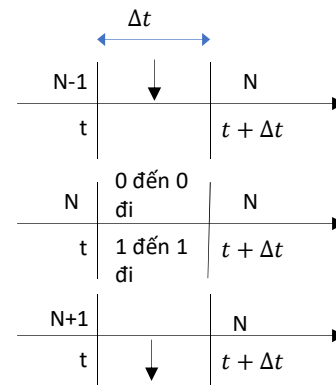 Δt
N-1 N
t t + Δt
0 đến 0
đi
N N
1 đến 1
đi
t t + Δt
N+1 N
t t + Δt